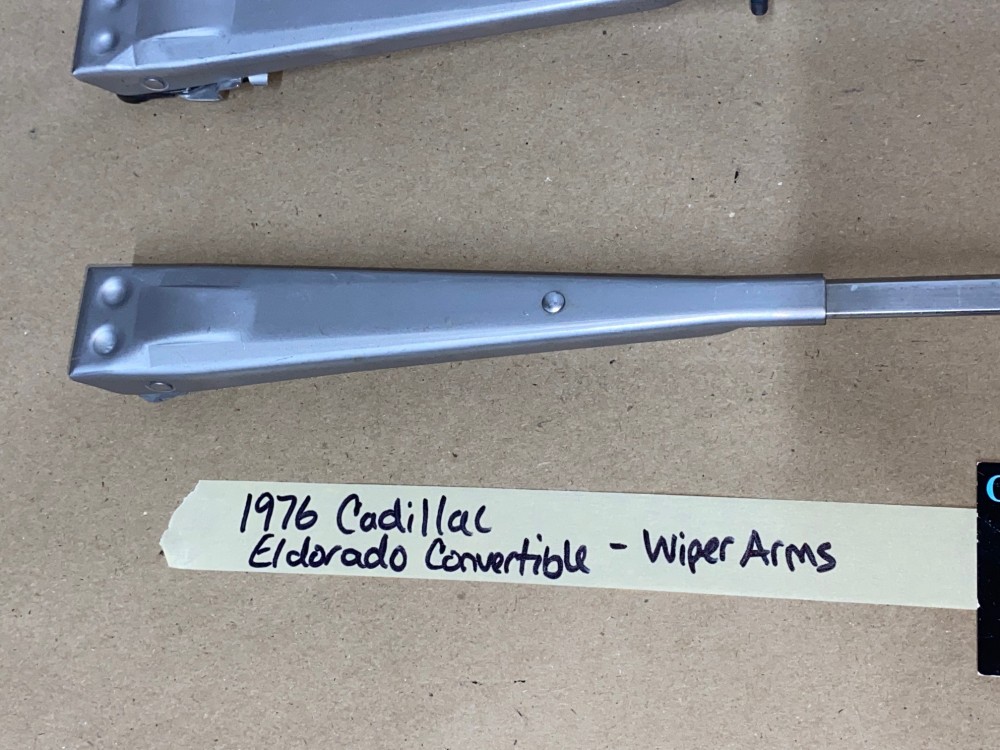 1976 Cadillac
Eldorado Convertible - Wiper Arms